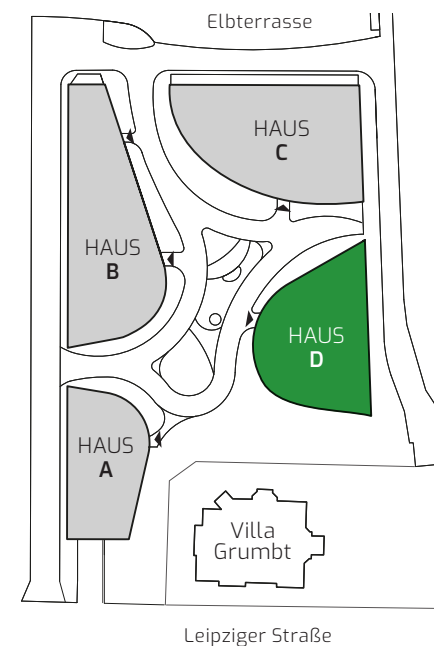 Elbterrasse
HAUS
C
HAUS
B
HAUS
D
HAUS
A
Villa
Grumbt
Leipziger Straße